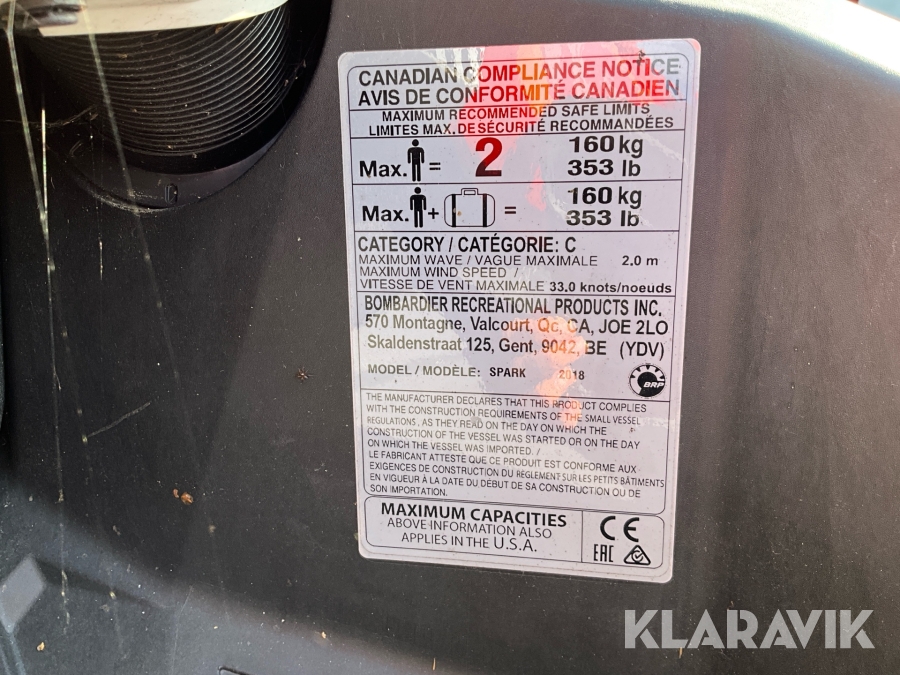 CANADIAN COMPLIANCE NOTICE
AVIS DE CONFORMITÉ CANADIEN
MAXIMUM RECOMMENDED SAFE LIMITS
LIMITES MAX. DE SÉCURITÉ RECOMMANDÉES
Max. = 2 160 kg
353 lb
Max. + = 160 kg
353 lb
CATEGORY / CATÉGORIE: C
MAXIMUM WAVE / VAGUE MAXIMALE 2.0 m
MAXIMUM WIND SPEED /
VITESSE DE VENT MAXIMALE 33.0 knots/noeuds
BOMBARDIER RECREATIONAL PRODUCTS INC.
570 Montagne, Valcourt, Qc, CA, JOE 2LO
Skaldenstraat 125, Gent, 9042, BE (YDV)
MODEL / MODÈLE: SPARK 2018
BRP
THE MANUFACTURER DECLARES THAT THIS PRODUCT COMPLIES
WITH THE CONSTRUCTION REQUIREMENTS OF THE SMALL VESSEL
REGULATIONS, AS THEY READ ON THE DAY ON WHICH THE
CONSTRUCTION OF THE VESSEL WAS STARTED OR ON THE DAY
ON WHICH THE VESSEL WAS IMPORTED. /
LE FABRICANT ATTESTE QUE CE PRODUIT EST CONFORME AUX
EXIGENCES DE CONSTRUCTION DU RÈGLEMENT SUR LES PETITS BÂTIMENTS
EN VIGUEUR À LA DATE DU DÉBUT DE SA CONSTRUCTION OU DE
SON IMPORTATION.
MAXIMUM CAPACITIES
ABOVE INFORMATION ALSO
APPLIES IN THE U.S.A.
CE
EAC
KLARAVIK